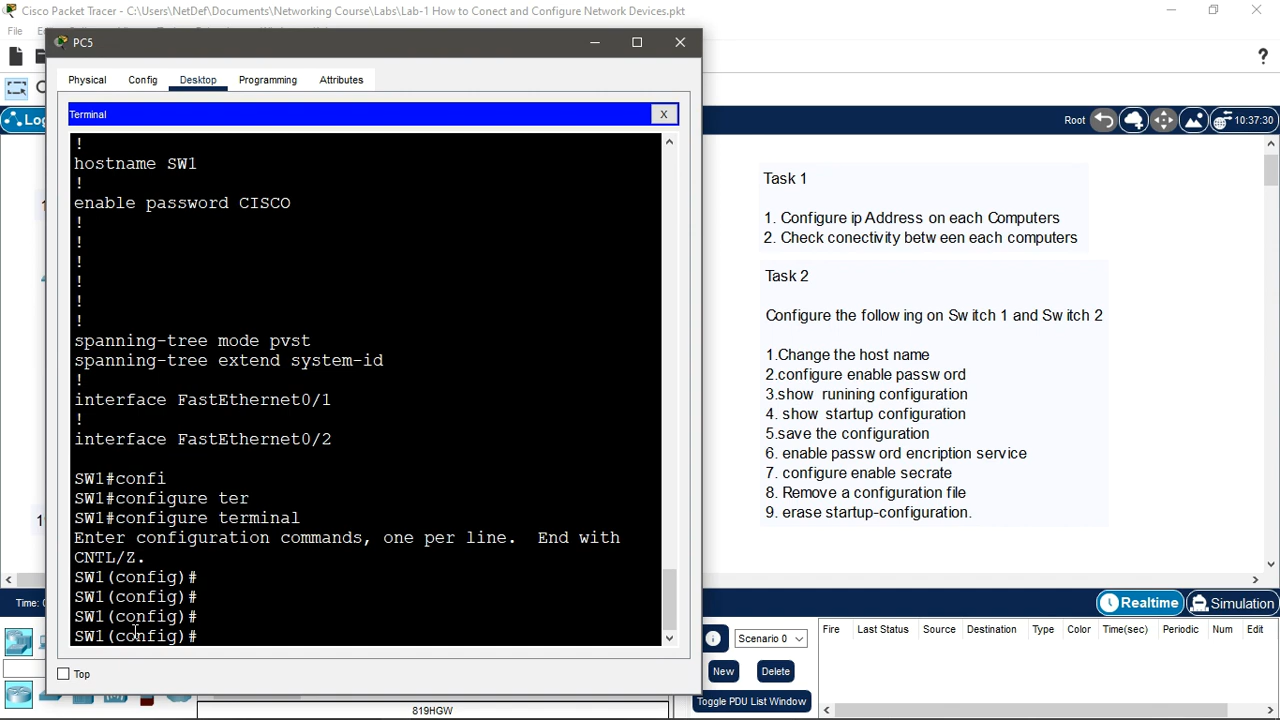 Cisco Packet Tracer - C:\Users\NetDef\Documents\Networking Course\Labs\Lab-1 How to Conect and Configure Network Devices.pkt
File
PC5
Physical
Config
Desktop
Programming
Attributes
Terminal
X
Root
10:37:30
!
hostname SW1
!
enable password CISCO
!
!
!
!
!
!
spanning-tree mode pvst
spanning-tree extend system-id
!
interface FastEthernet0/1
!
interface FastEthernet0/2
SW1#confi
SW1#configure ter
SW1#configure terminal
Enter configuration commands, one per line.  End with
CNTL/Z.
SW1(config)#
SW1(config)#
SW1(config)#
SW1(config)#
Top
Task 1
1. Configure ip Address on each Computers
2. Check conectivity betw een each computers
Task 2
Configure the follow ing on Sw itch 1 and Sw itch 2
1.Change the host name
2.configure enable passw ord
3.show  runining configuration
4. show  startup configuration
5.save the configuration
6. enable passw ord encription service
7. configure enable secrate
8. Remove a configuration file
9. erase startup-configuration.
Time:
Realtime
Simulation
Scenario 0
New
Delete
Toggle PDU List Window
Fire
Last Status
Source
Destination
Type
Color
Time(sec)
Periodic
Num
Edit
819HGW